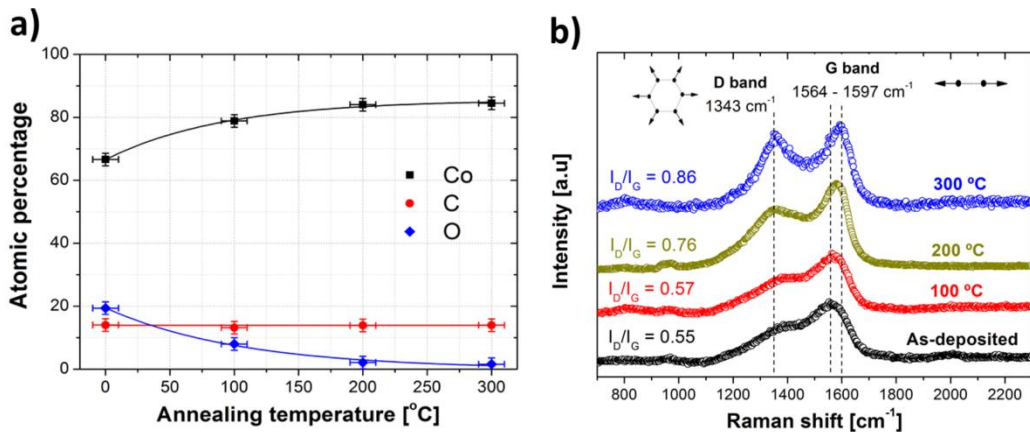 a)
Atomic percentage
100
80
60
40
20
0
Co
C
O
0
50
100
150
200
250
300
Annealing temperature [°C]
b)
Intensity [a.u]
D band
1343 cm⁻¹
G band
1564 - 1597 cm⁻¹
I_D/I_G = 0.86
300 ºC
I_D/I_G = 0.76
200 ºC
I_D/I_G = 0.57
100 ºC
I_D/I_G = 0.55
As-deposited
800 1000 1200 1400 1600 1800 2000 2200
Raman shift [cm⁻¹]